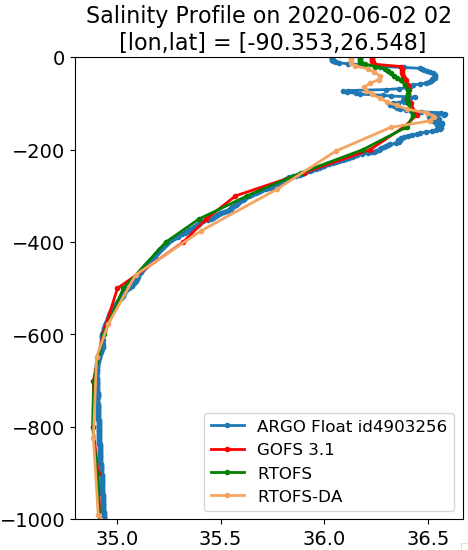 Salinity Profile on 2020-06-02 02
[lon,lat] = [-90.353,26.548]
0
−200
−400
−600
−800
−1000
ARGO Float id4903256
GOFS 3.1
RTOFS
RTOFS-DA
35.0 35.5 36.0 36.5